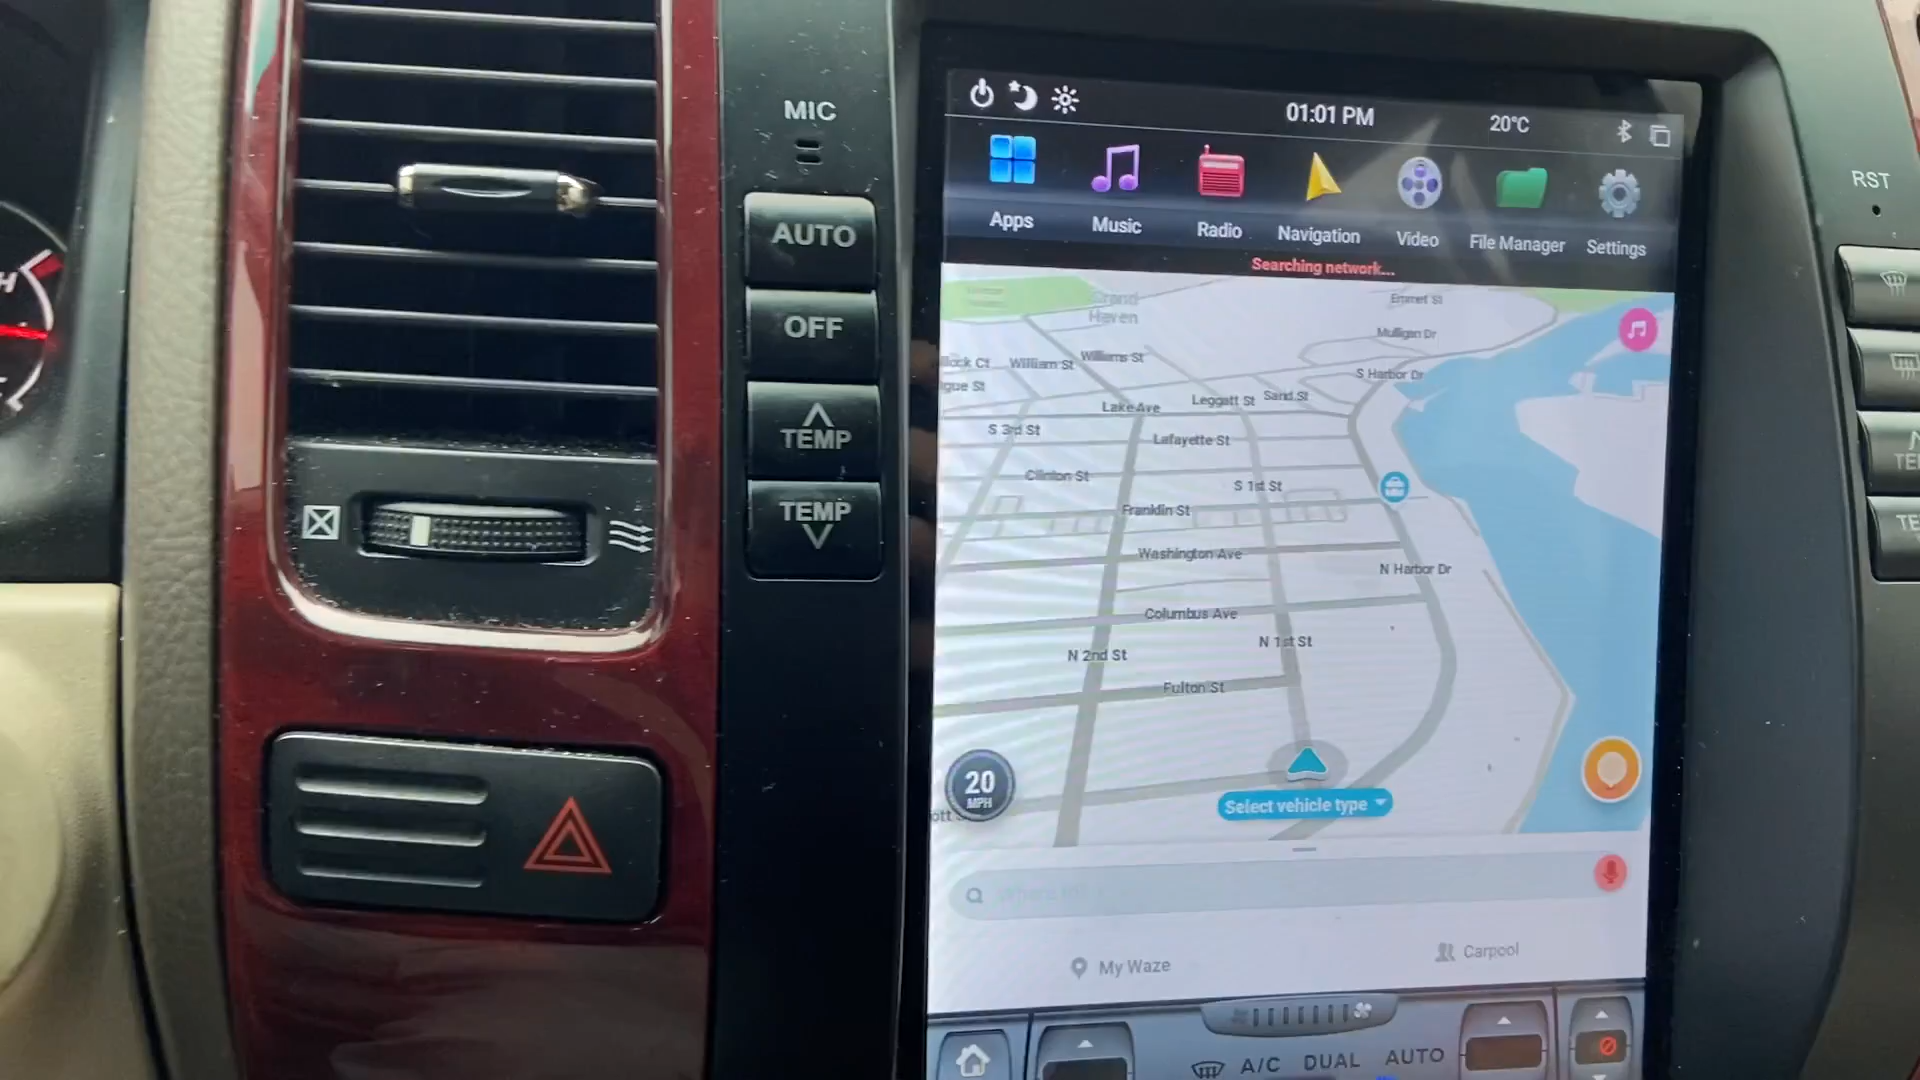 MIC
AUTO
OFF
TEMP
TEMP
H
01:01 PM
20°C
Apps
Music
Radio
Navigation
Video
File Manager
Settings
Searching network...
RST
Grand
Haven
Emmet St
Mulligan Dr
William St
Williams St
S Harbor Dr
Lake Ave
Leggatt St
Sand St
S 3rd St
Lafayette St
Clinton St
S 1st St
Franklin St
Washington Ave
N Harbor Dr
Columbus Ave
N 1st St
N 2nd St
Fulton St
20
MPH
Select vehicle type
My Waze
Carpool
A/C
DUAL
AUTO